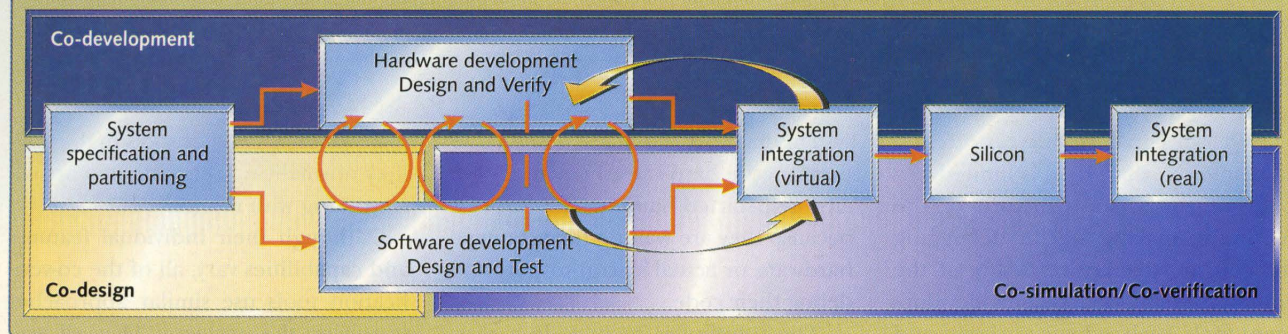 Co-development
Hardware development
Design and Verify
System
specification and
partitioning
System
integration
(virtual)
Silicon
System
integration
(real)
Software development
Design and Test
Co-design
Co-simulation/Co-verification